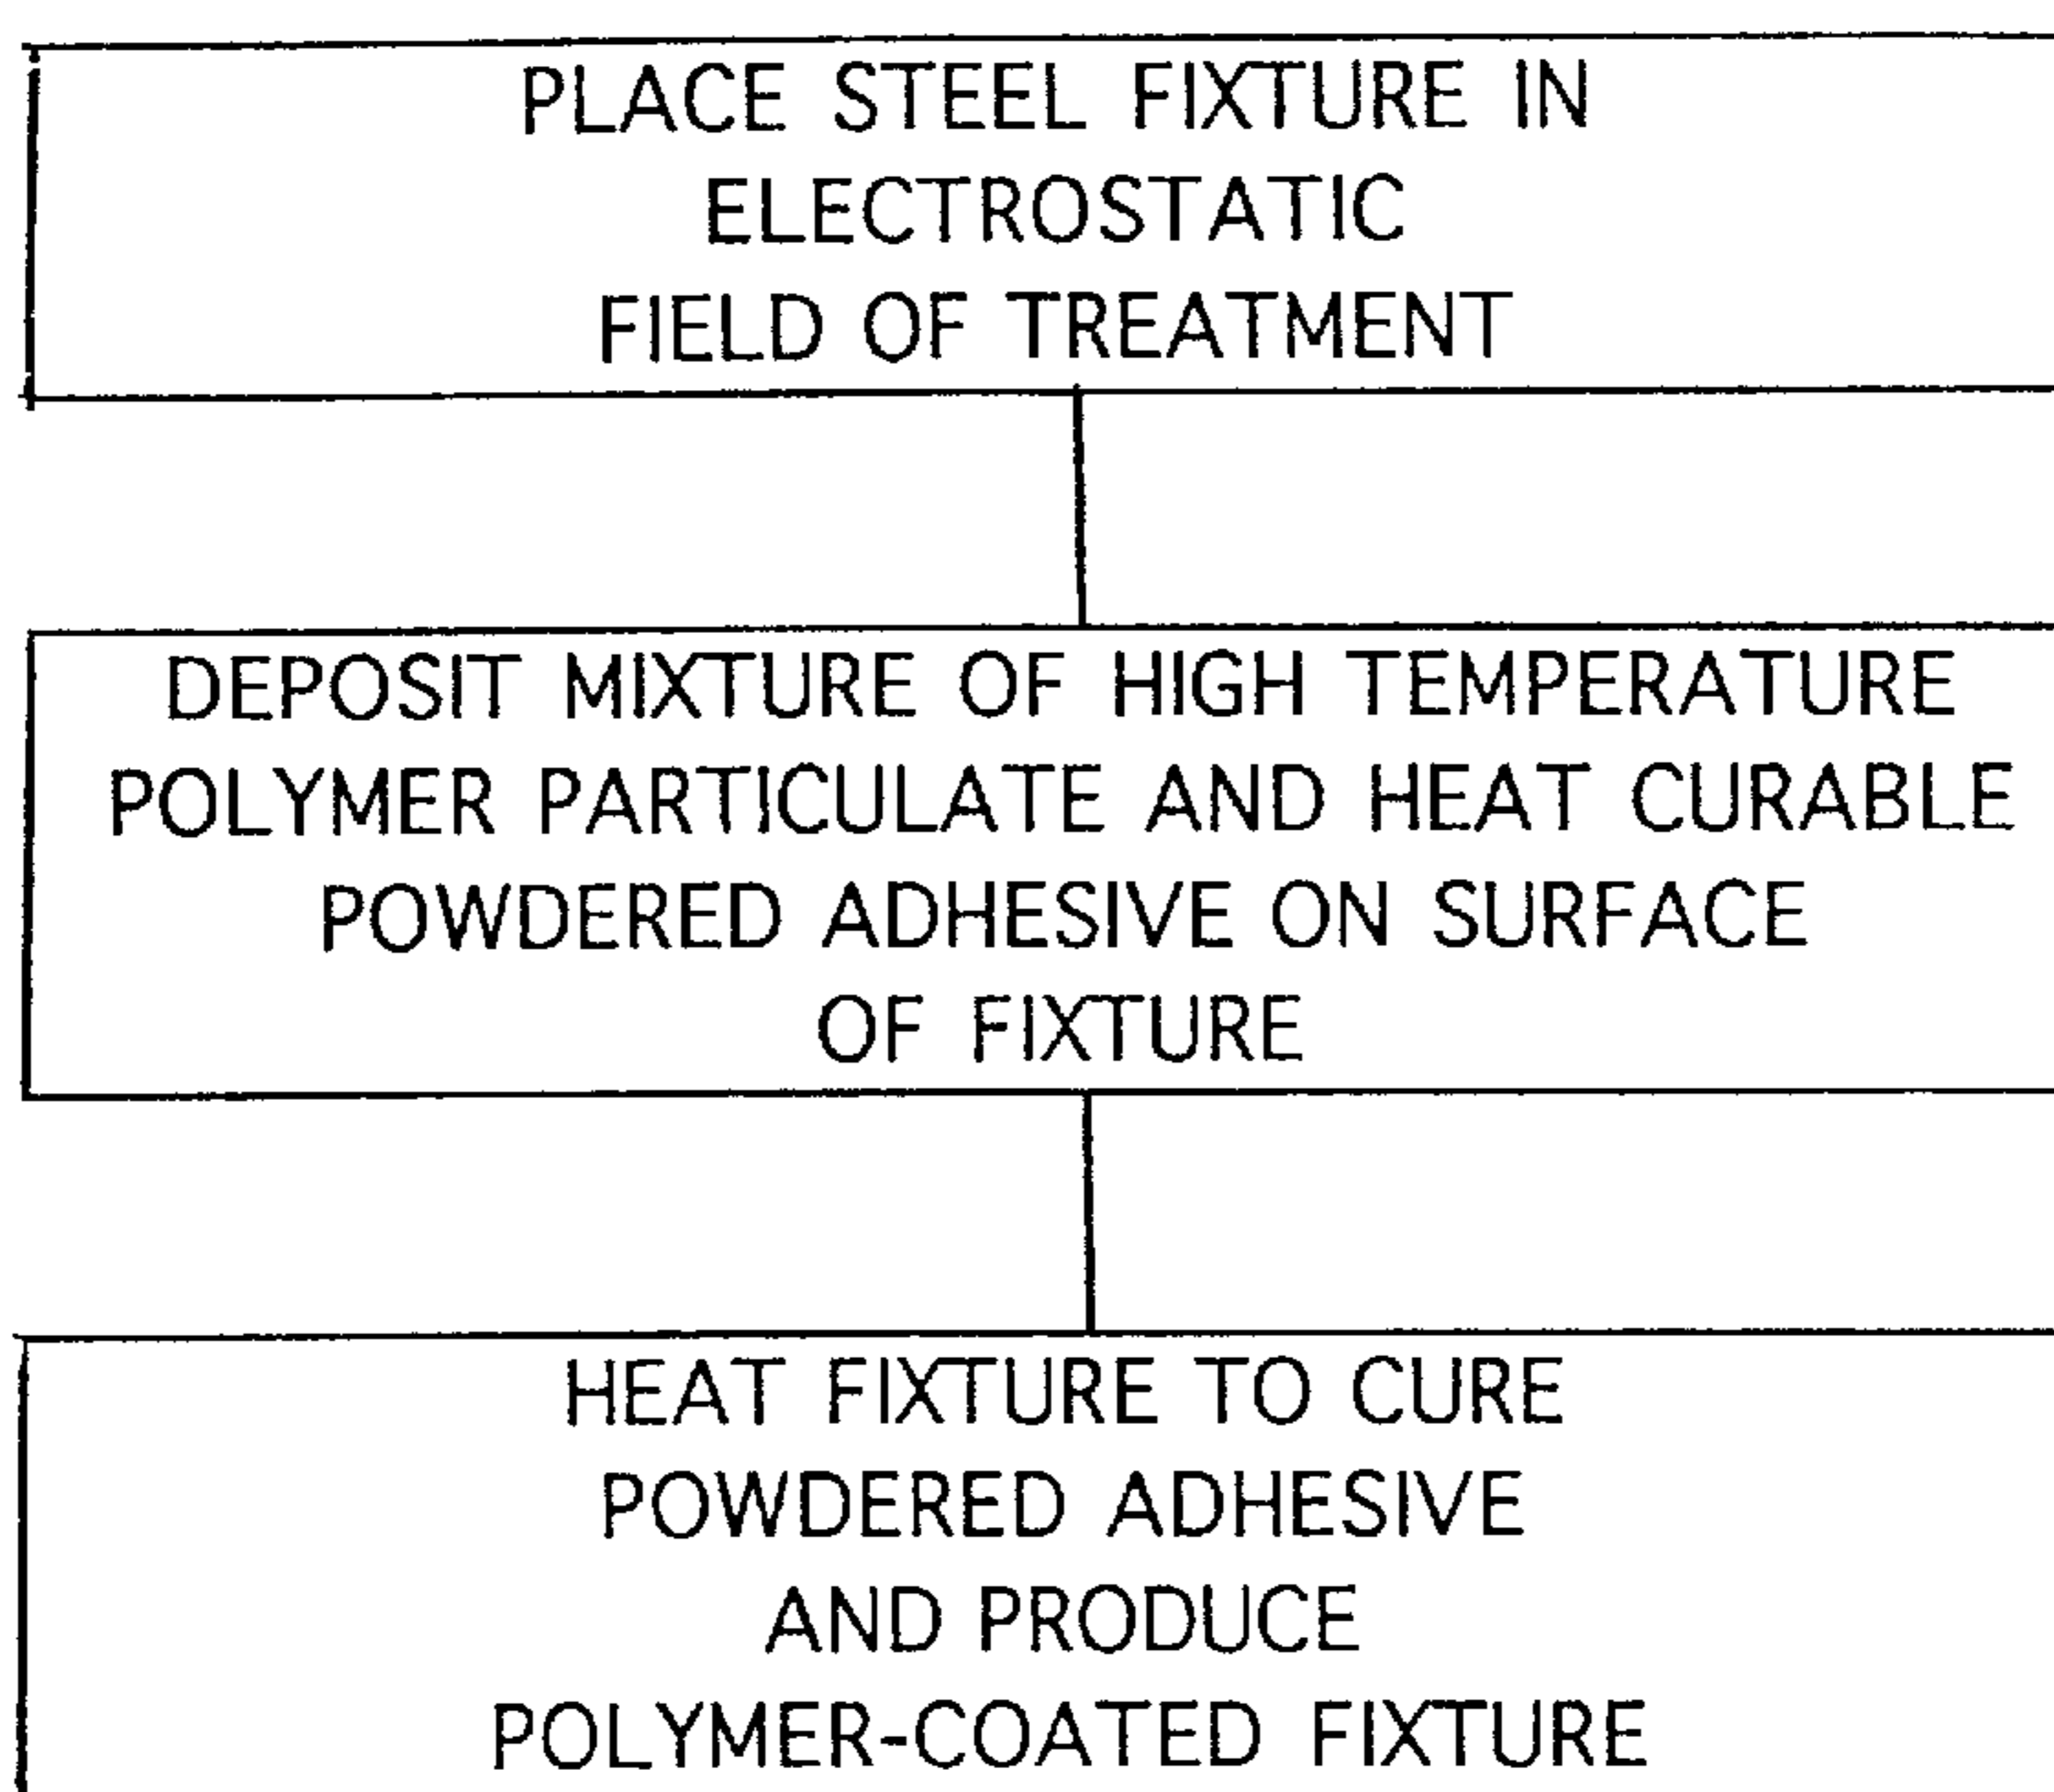 PLACE STEEL FIXTURE IN
ELECTROSTATIC
FIELD OF TREATMENT
DEPOSIT MIXTURE OF HIGH TEMPERATURE
POLYMER PARTICULATE AND HEAT CURABLE
POWDERED ADHESIVE ON SURFACE
OF FIXTURE
HEAT FIXTURE TO CURE
POWDERED ADHESIVE
AND PRODUCE
POLYMER-COATED FIXTURE